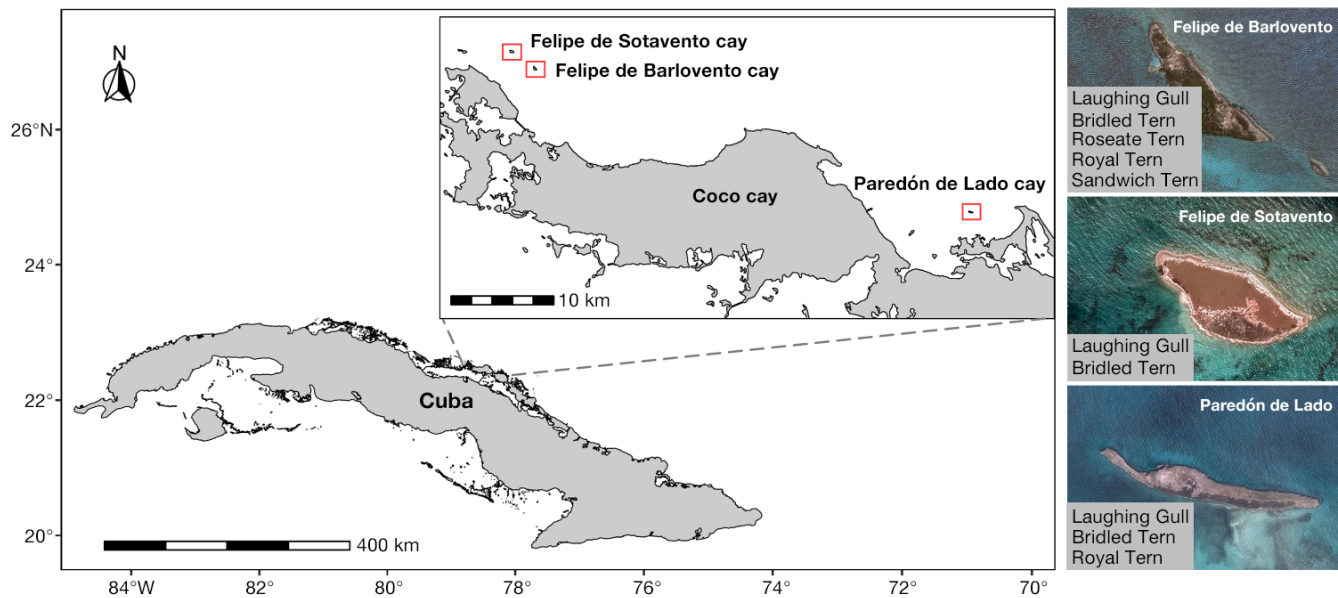 N
26°N
24°
22°
20°
84°W
82°
80°
78°
76°
74°
72°
70°
400 km
Cuba
Felipe de Sotavento cay
Felipe de Barlovento cay
Paredón de Lado cay
Coco cay
10 km
Felipe de Barlovento
Laughing Gull
Bridled Tern
Roseate Tern
Royal Tern
Sandwich Tern
Felipe de Sotavento
Laughing Gull
Bridled Tern
Paredón de Lado
Laughing Gull
Bridled Tern
Royal Tern